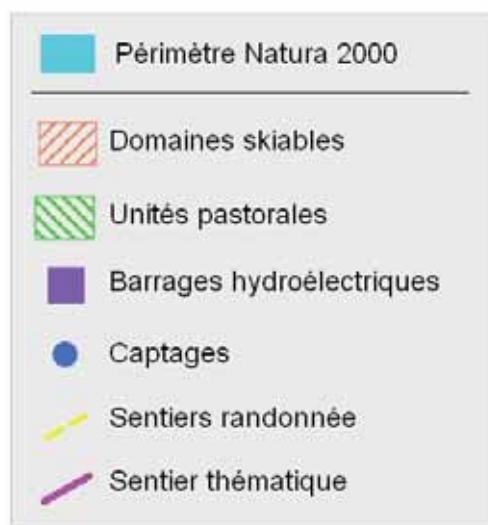 Périmètre Natura 2000
Domaines skiables
Unités pastorales
Barrages hydroélectriques
Captages
Sentiers randonnée
Sentier thématique